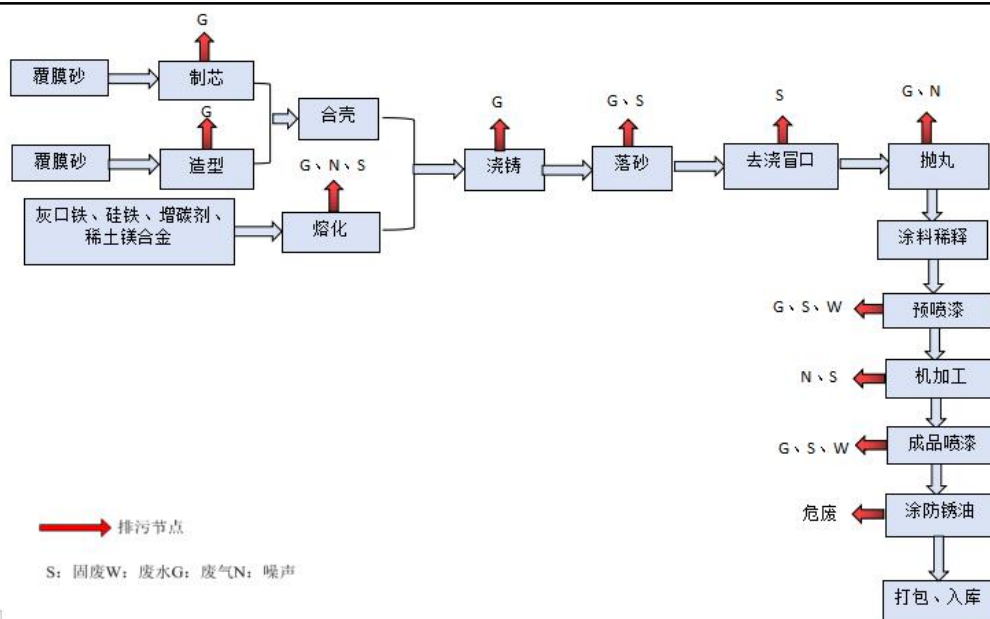 G
覆膜砂
制芯
G
覆膜砂
造型
合壳
灰口铁、硅铁、增碳剂、
稀土镁合金
G、N、S
熔化
G
浇铸
G、S
落砂
S
去浇冒口
G、N
抛丸
涂料稀释
G、S、W
预喷漆
N、S
机加工
G、S、W
成品喷漆
危废
涂防锈油
打包、入库
排污节点
S：固废W：废水G：废气N：噪声